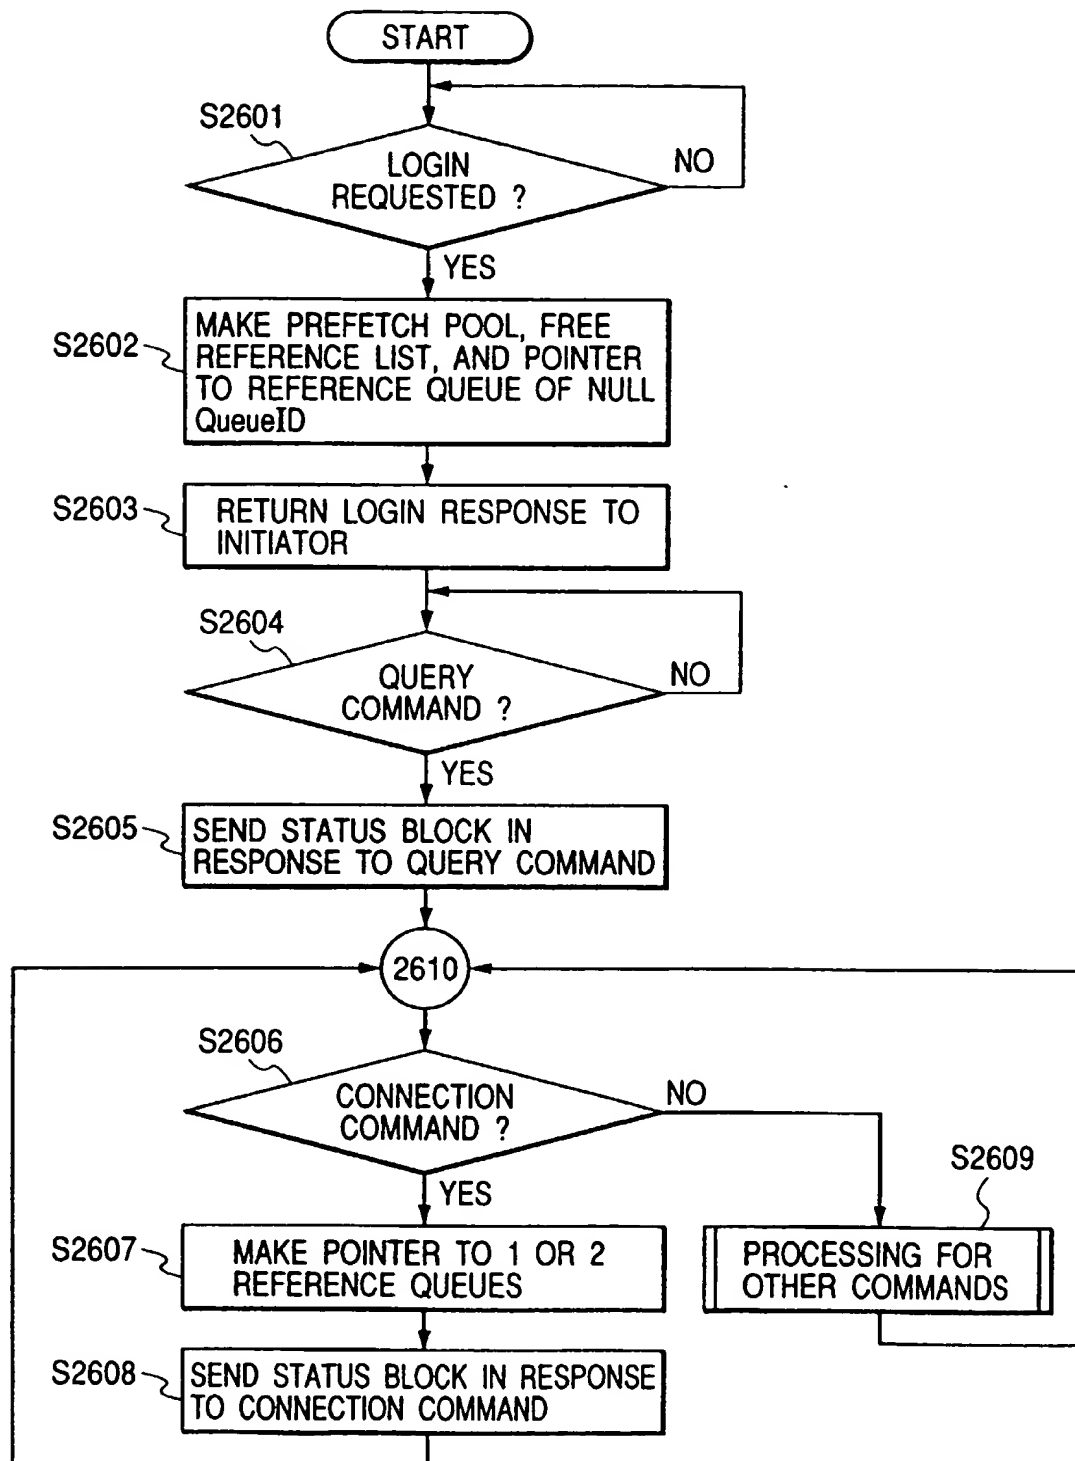 START
S2601
LOGIN
REQUESTED ?
NO
YES
S2602
MAKE PREFETCH POOL, FREE
REFERENCE LIST, AND POINTER
TO REFERENCE QUEUE OF NULL
QueueID
S2603
RETURN LOGIN RESPONSE TO
INITIATOR
S2604
QUERY
COMMAND ?
NO
YES
S2605
SEND STATUS BLOCK IN
RESPONSE TO QUERY COMMAND
2610
S2606
CONNECTION
COMMAND ?
NO
YES
S2609
S2607
MAKE POINTER TO 1 OR 2
REFERENCE QUEUES
PROCESSING FOR
OTHER COMMANDS
S2608
SEND STATUS BLOCK IN RESPONSE
TO CONNECTION COMMAND